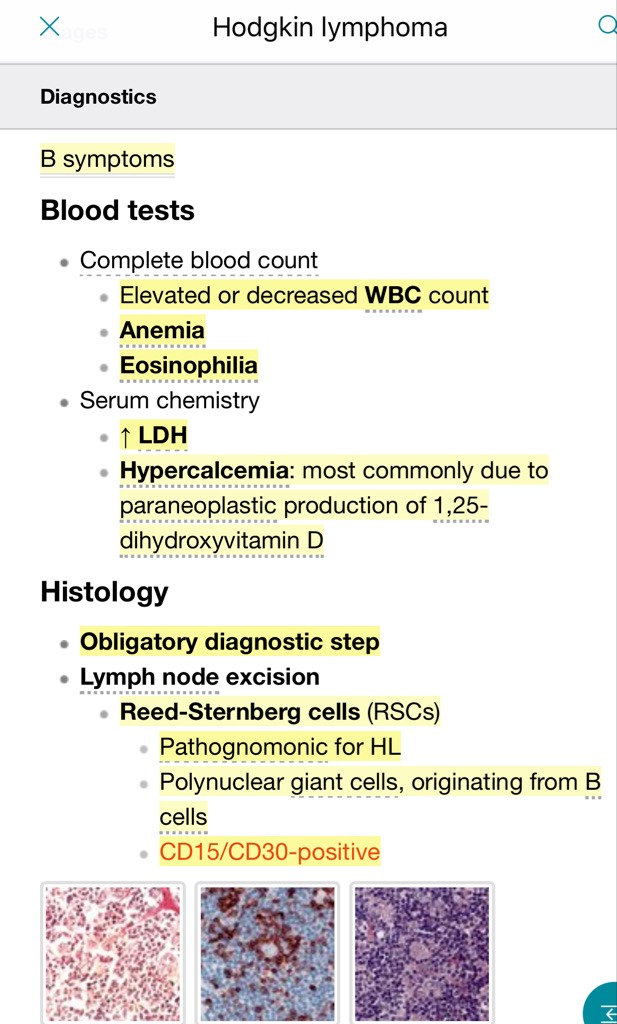 Hodgkin lymphoma
Diagnostics
B symptoms
Blood tests
Complete blood count
Elevated or decreased WBC count
Anemia
Eosinophilia
Serum chemistry
↑ LDH
Hypercalcemia: most commonly due to
paraneoplastic production of 1,25-
dihydroxyvitamin D
Histology
Obligatory diagnostic step
Lymph node excision
Reed-Sternberg cells (RSCs)
Pathognomonic for HL
Polynuclear giant cells, originating from B
cells
CD15/CD30-positive